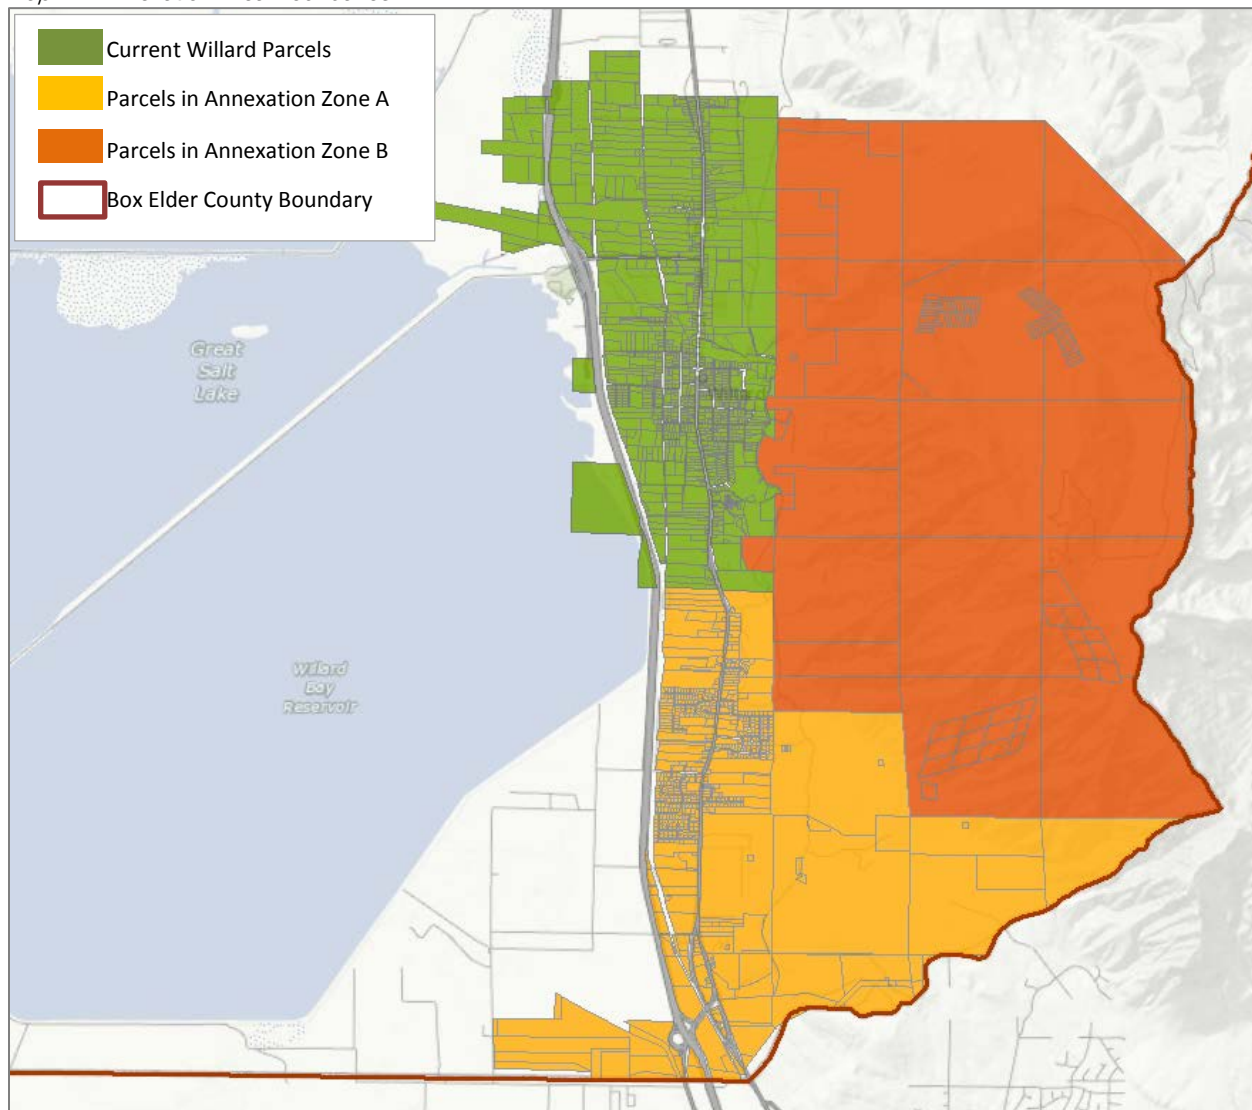 Current Willard Parcels
Parcels in Annexation Zone A
Parcels in Annexation Zone B
Box Elder County Boundary
Great
Salt
Lake
Willard
Bay
Reservoir